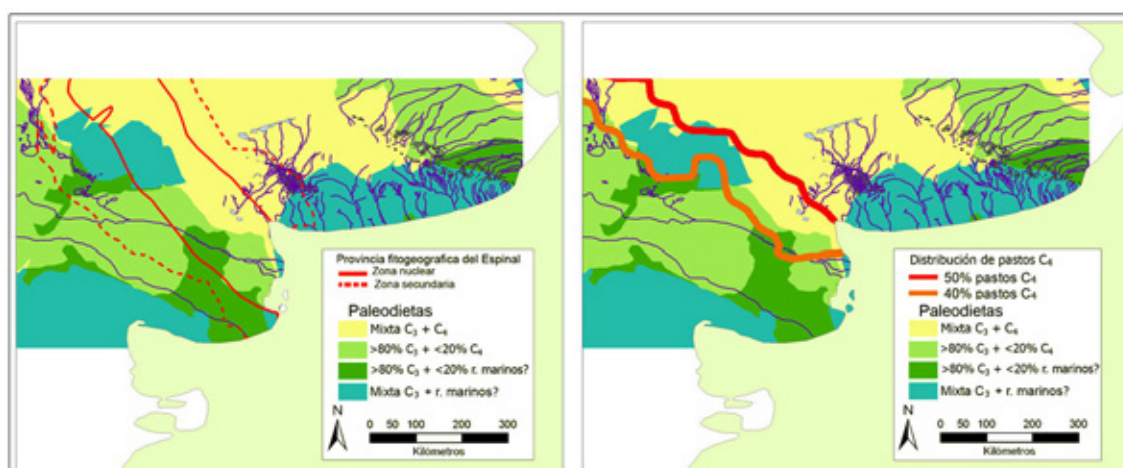 Provincia fitogeografica del Espinal
Zona nuclear
Zona secundaria
Paleodietas
Mixta C₃ + C₄
>80% C₃ + <20% C₄
>80% C₃ + <20% r. marinos?
Mixta C₃ + r. marinos?
N
0 50 100 200 300
Kilómetros
Distribución de pastos C₄
50% pastos C₄
40% pastos C₄
Paleodietas
Mixta C₃ + C₄
>80% C₃ + <20% C₄
>80% C₃ + <20% r. marinos?
Mixta C₃ + r. marinos?
N
0 50 100 200 300
Kilómetros